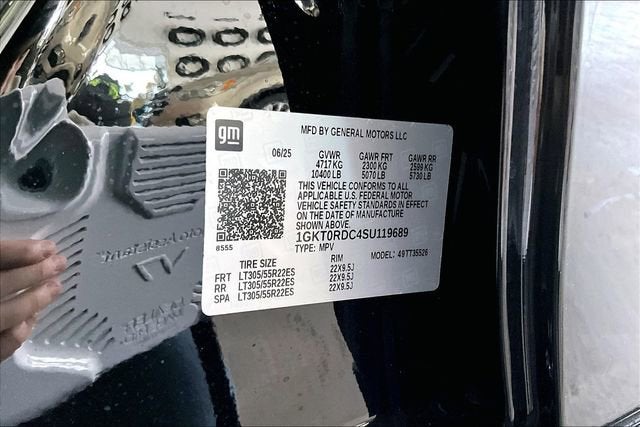 gm
MFD BY GENERAL MOTORS LLC
06/25 GVWR GAWR FRT GAWR RR
4717 KG 2300 KG 2599 KG
10400 LB 5070 LB 5730 LB
THIS VEHICLE CONFORMS TO ALL
APPLICABLE U.S. FEDERAL MOTOR
VEHICLE SAFETY STANDARDS IN EFFECT
ON THE DATE OF MANUFACTURE
SHOWN ABOVE.
1GKT0RDC4SU119689
8555
TYPE: MPV MODEL: 49TT35526
TIRE SIZE RIM
FRT LT305/55R22ES 22X9.5J
RR LT305/55R22ES 22X9.5J
SPA LT305/55R22ES 22X9.5J